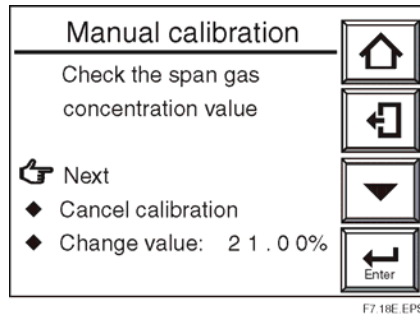 Manual calibration
Check the span gas
concentration value
Next
Cancel calibration
Change value: 21.00%
Enter
F7.18E.EPS